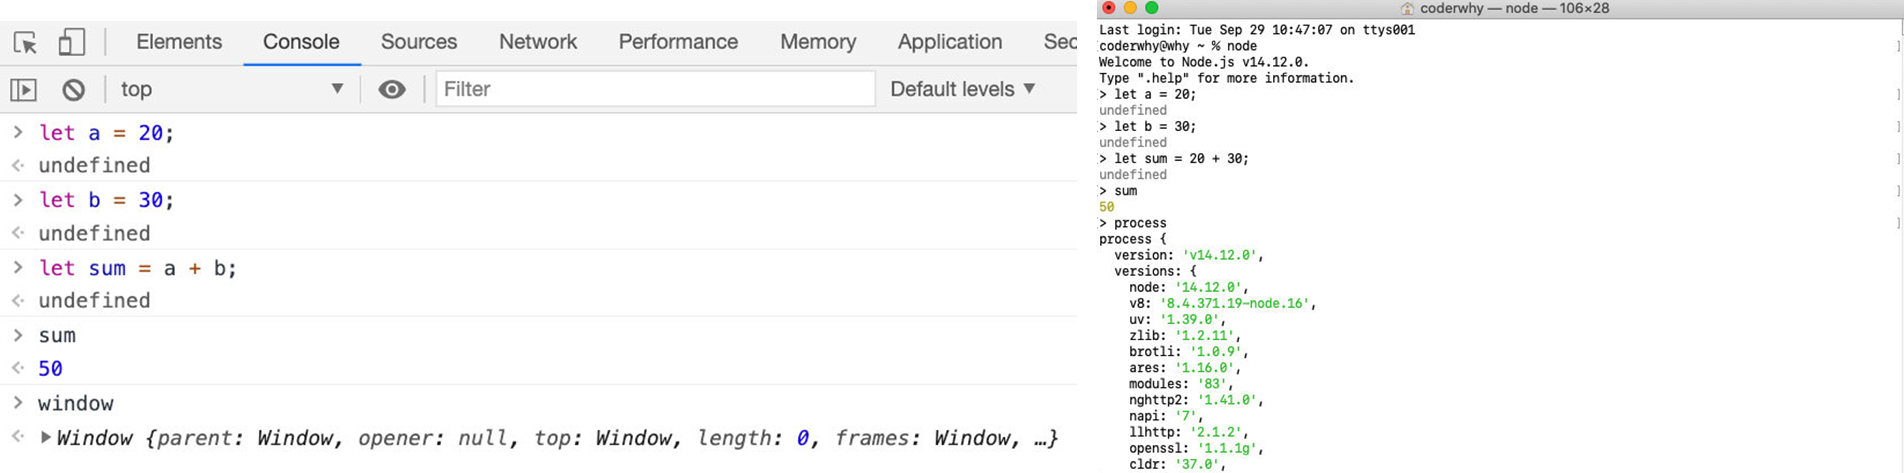 Elements Console Sources Network Performance Memory Application Sec
top ▼ Filter Default levels ▼
> let a = 20;
<· undefined
> let b = 30;
<· undefined
> let sum = a + b;
<· undefined
> sum
<· 50
> window
<· ▶Window {parent: Window, opener: null, top: Window, length: 0, frames: Window, …}
coderwhy — node — 106×28
Last login: Tue Sep 29 10:47:07 on ttys001
coderwhy@why ~ % node
Welcome to Node.js v14.12.0.
Type ".help" for more information.
> let a = 20;
undefined
> let b = 30;
undefined
> let sum = 20 + 30;
undefined
> sum
50
> process
process {
version: 'v14.12.0',
versions: {
node: '14.12.0',
v8: '8.4.371.19-node.16',
uv: '1.39.0',
zlib: '1.2.11',
brotli: '1.0.9',
ares: '1.16.0',
modules: '83',
nghttp2: '1.41.0',
napi: '7',
llhttp: '2.1.2',
openssl: '1.1.1g',
cldr: '37.0',